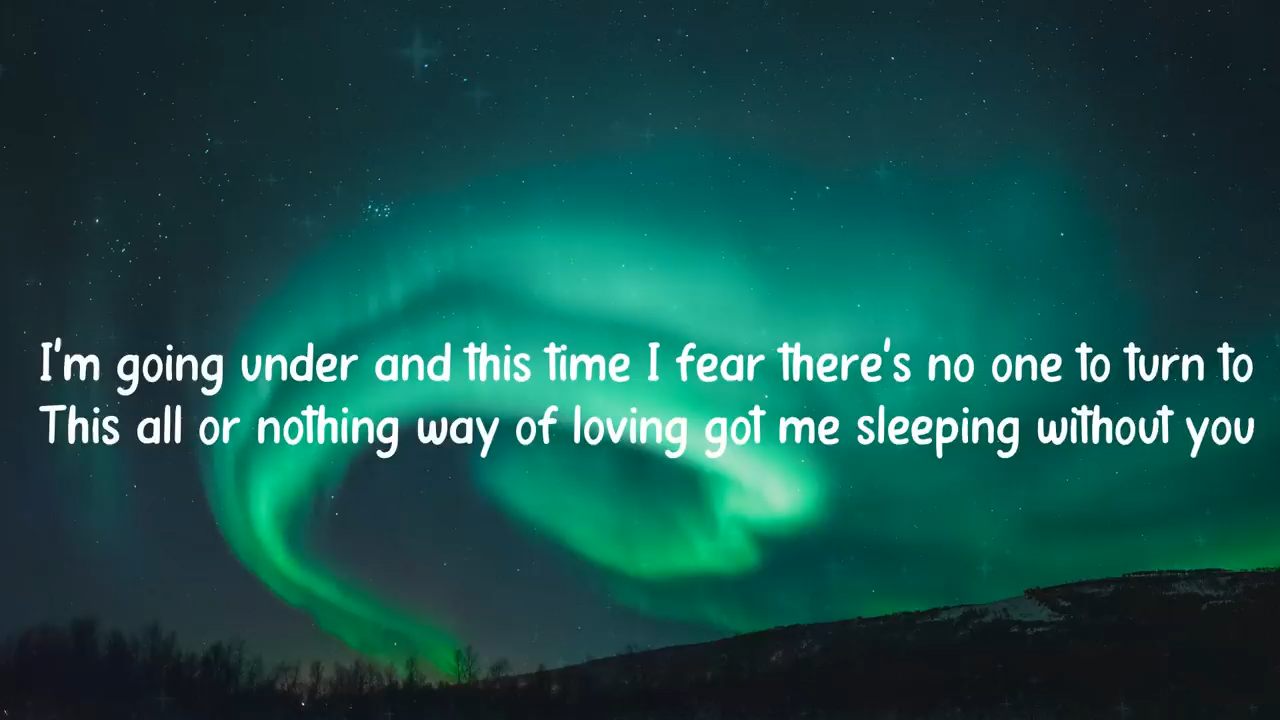 I'm going under and this time I fear there's no one to turn to
This all or nothing way of loving got me sleeping without you